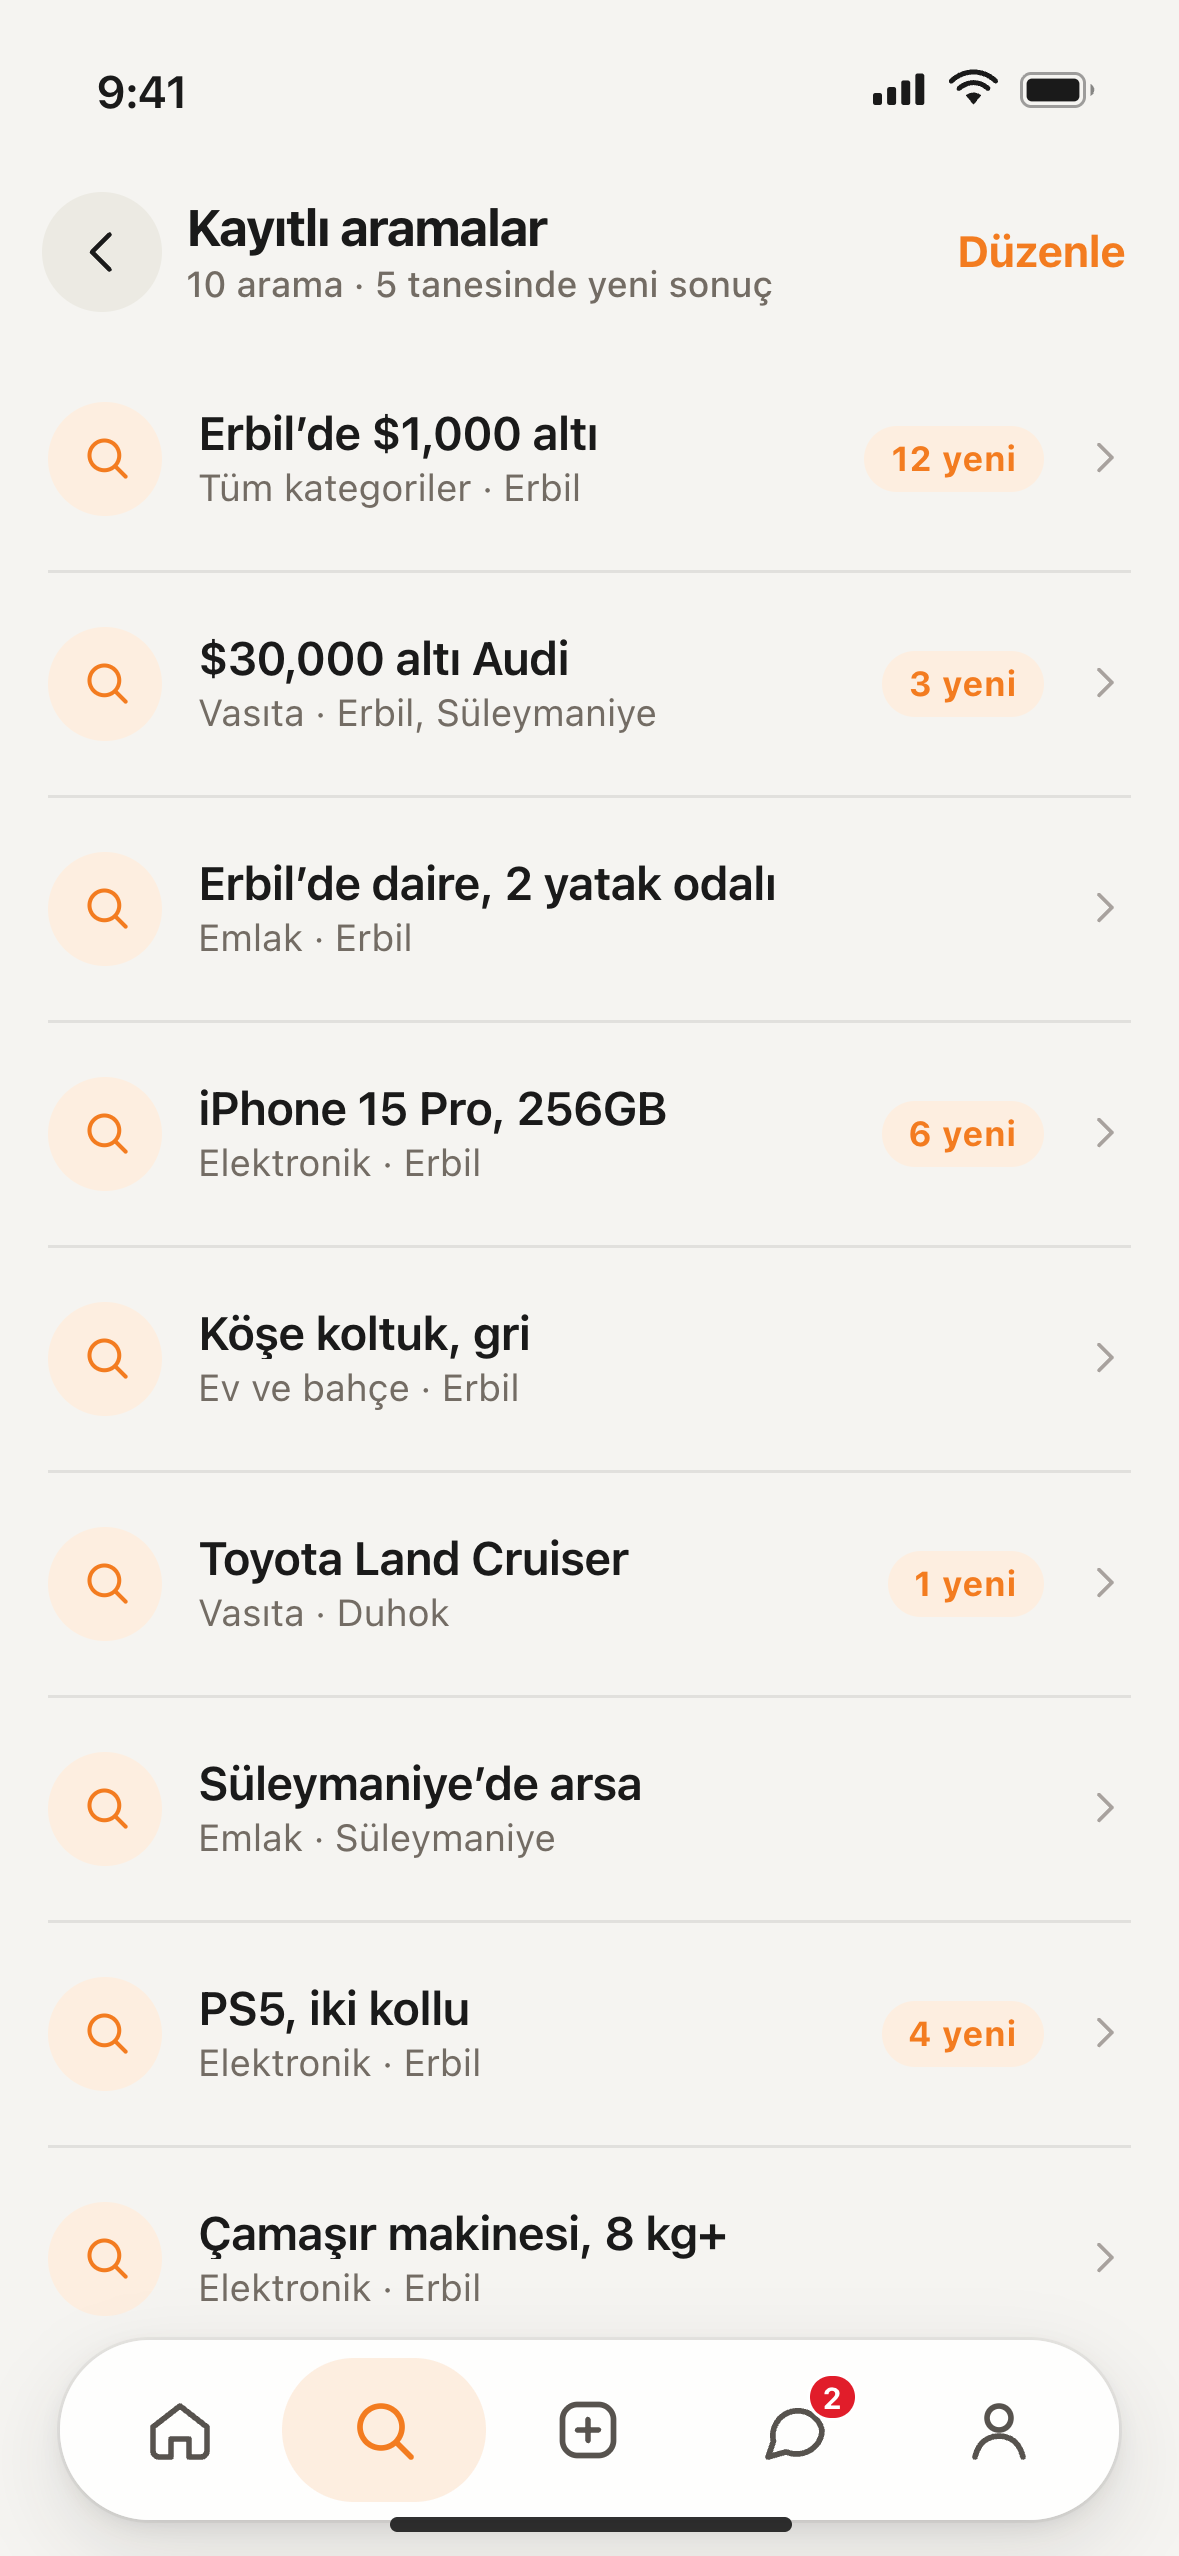 9:41
Kayıtlı aramalar
10 arama · 5 tanesinde yeni sonuç
Düzenle
Erbil’de $1,000 altı
Tüm kategoriler · Erbil
12 yeni
$30,000 altı Audi
Vasıta · Erbil, Süleymaniye
3 yeni
Erbil’de daire, 2 yatak odalı
Emlak · Erbil
iPhone 15 Pro, 256GB
Elektronik · Erbil
6 yeni
Köşe koltuk, gri
Ev ve bahçe · Erbil
Toyota Land Cruiser
Vasıta · Duhok
1 yeni
Süleymaniye’de arsa
Emlak · Süleymaniye
PS5, iki kollu
Elektronik · Erbil
4 yeni
Çamaşır makinesi, 8 kg+
Elektronik · Erbil
2